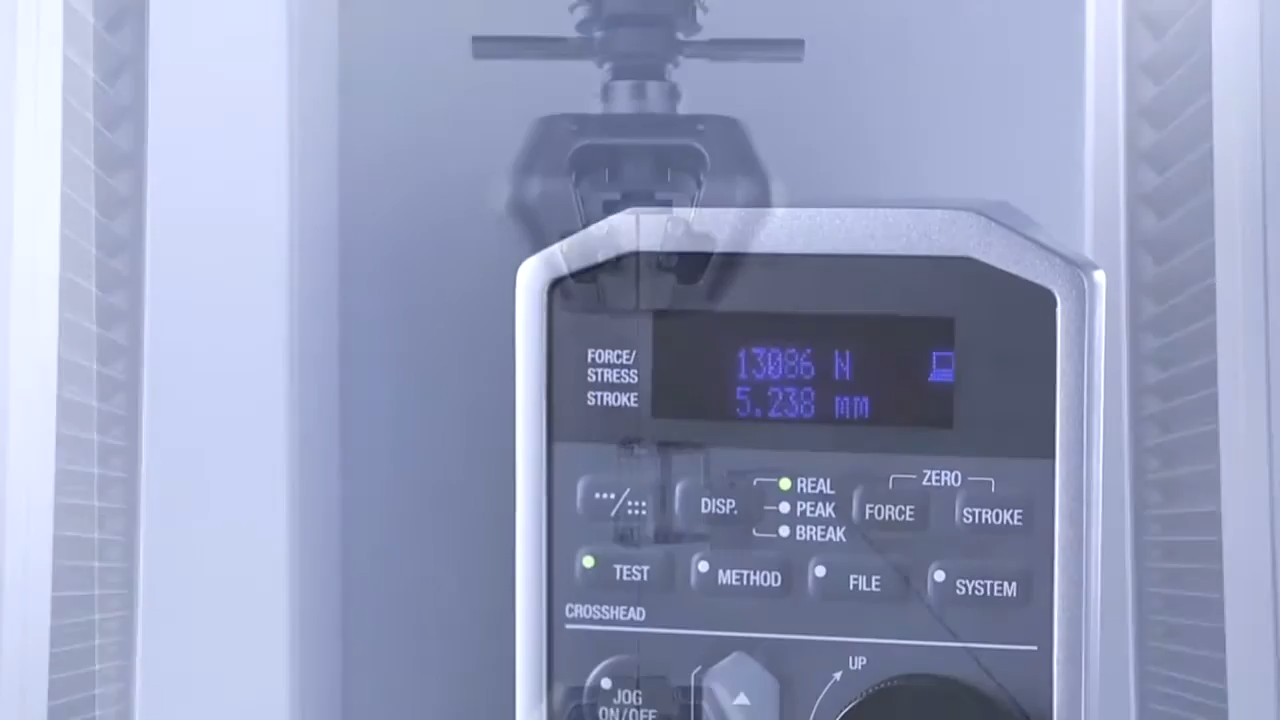 FORCE/
STRESS
STROKE
13086 N
5.238 mm
DISP.
REAL
PEAK
BREAK
ZERO
FORCE
STROKE
TEST
METHOD
FILE
SYSTEM
CROSSHEAD
UP
JOG
ON/OFF